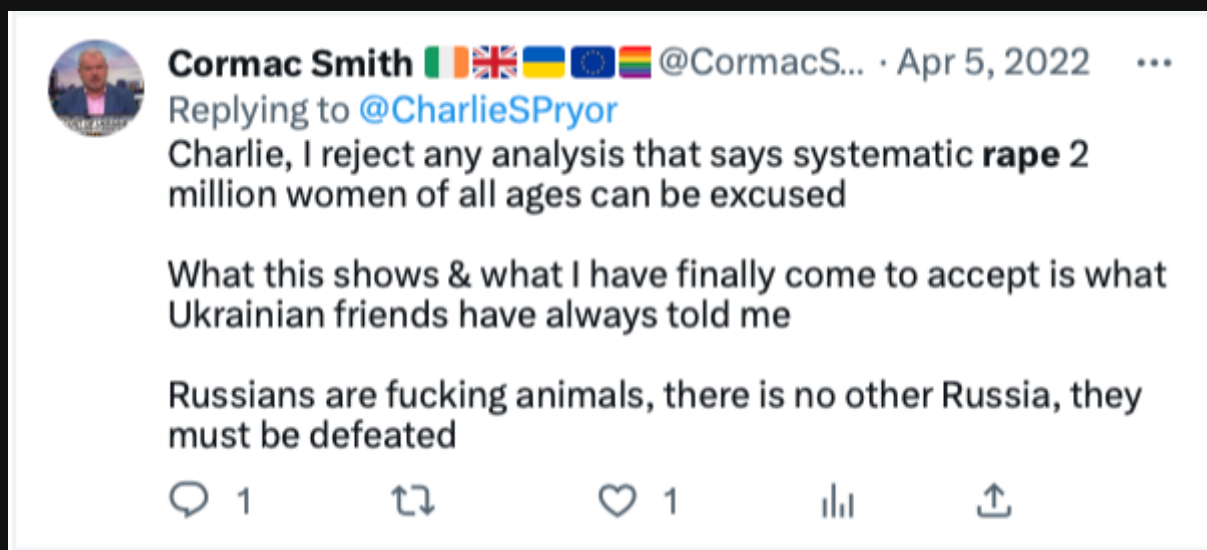 Cormac Smith 🇮🇪🇬🇧🇺🇦🇪🇺🏳️‍🌈 @CormacS... · Apr 5, 2022 ...
Replying to @CharlieSPryor
Charlie, I reject any analysis that says systematic rape 2
million women of all ages can be excused
What this shows & what I have finally come to accept is what
Ukrainian friends have always told me
Russians are fucking animals, there is no other Russia, they
must be defeated
1 1